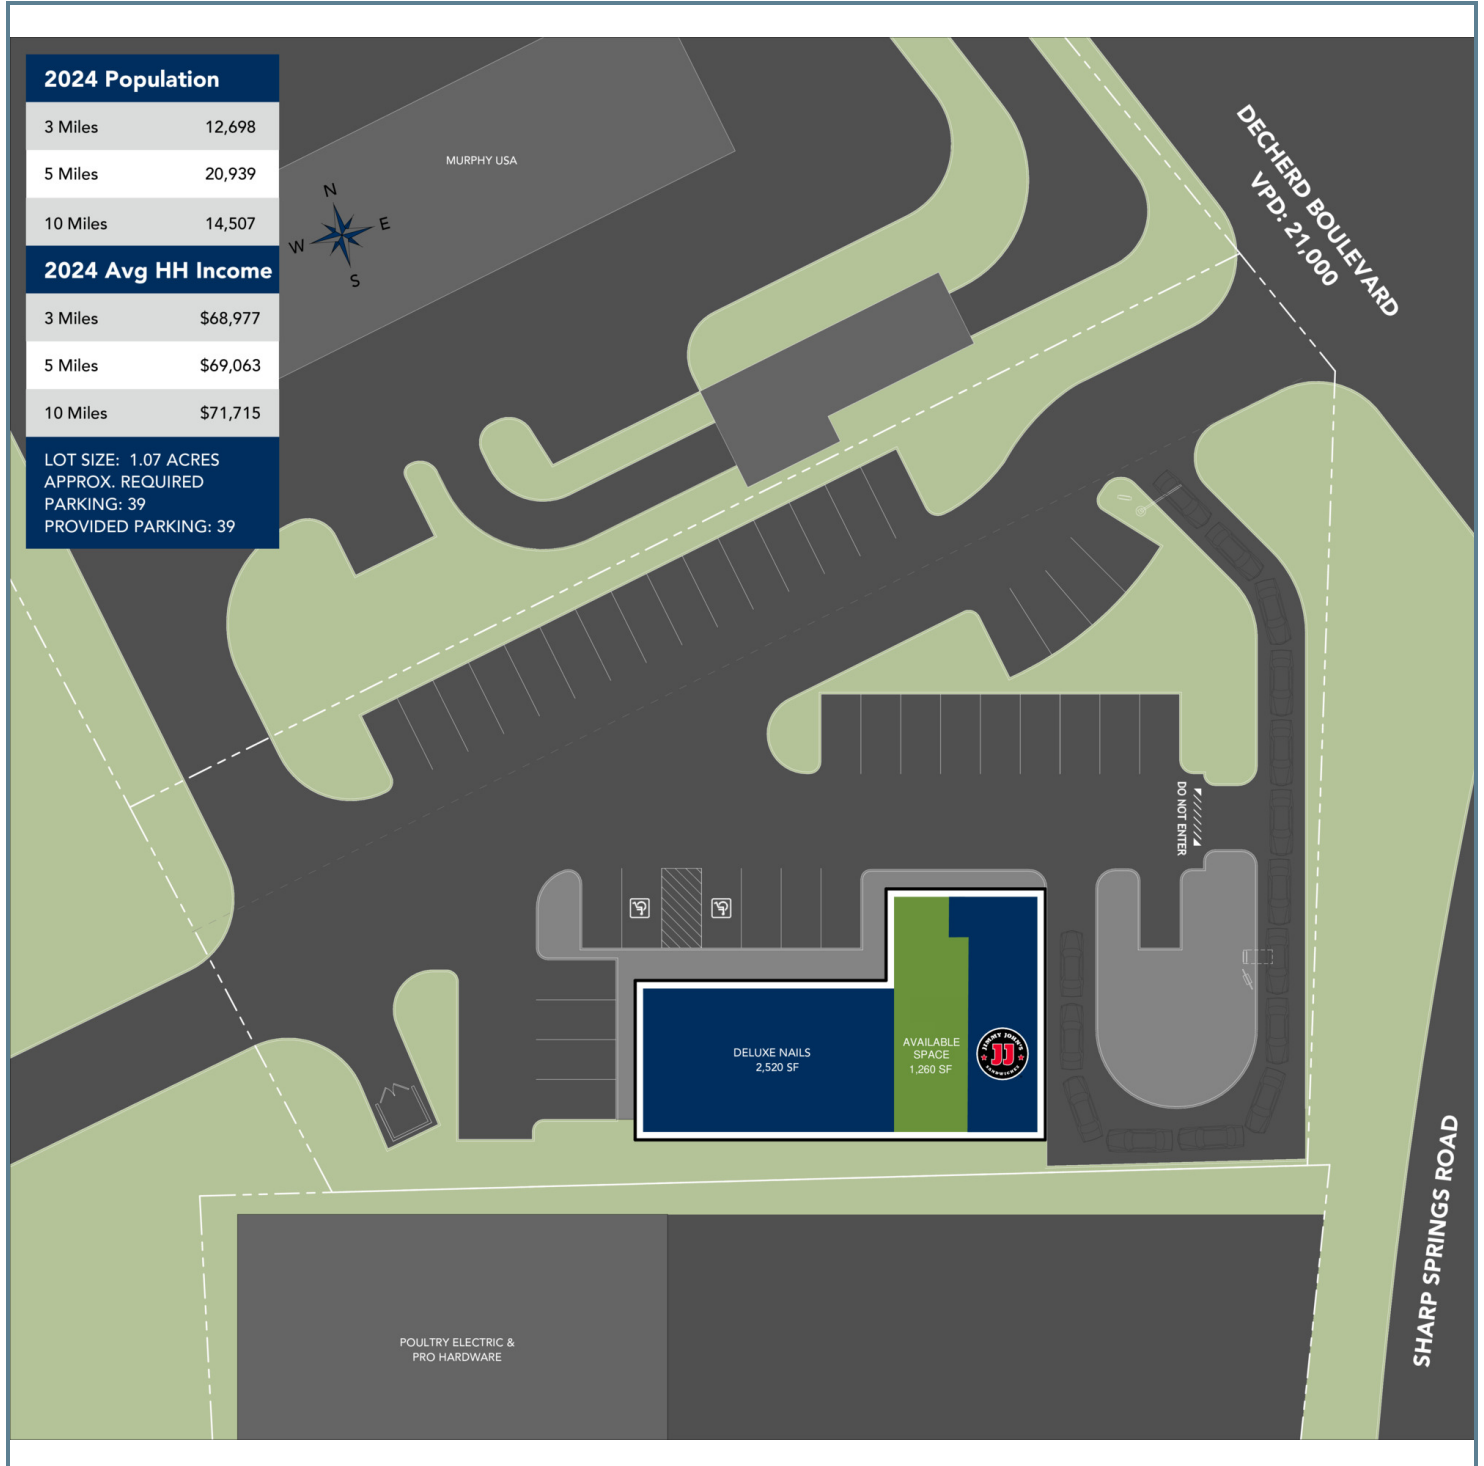 2024 Population
3 Miles 12,698
5 Miles 20,939
10 Miles 14,507
2024 Avg HH Income
3 Miles $68,977
5 Miles $69,063
10 Miles $71,715
LOT SIZE: 1.07 ACRES
APPROX. REQUIRED
PARKING: 39
PROVIDED PARKING: 39
MURPHY USA
N
E
W
S
DECHERD BOULEVARD
VPD: 21,000
DO NOT ENTER
DELUXE NAILS
2,520 SF
AVAILABLE
SPACE
1,260 SF
JIMMY JOHN'S
JJ
SANDWICHES
SHARP SPRINGS ROAD
POULTRY ELECTRIC &
PRO HARDWARE